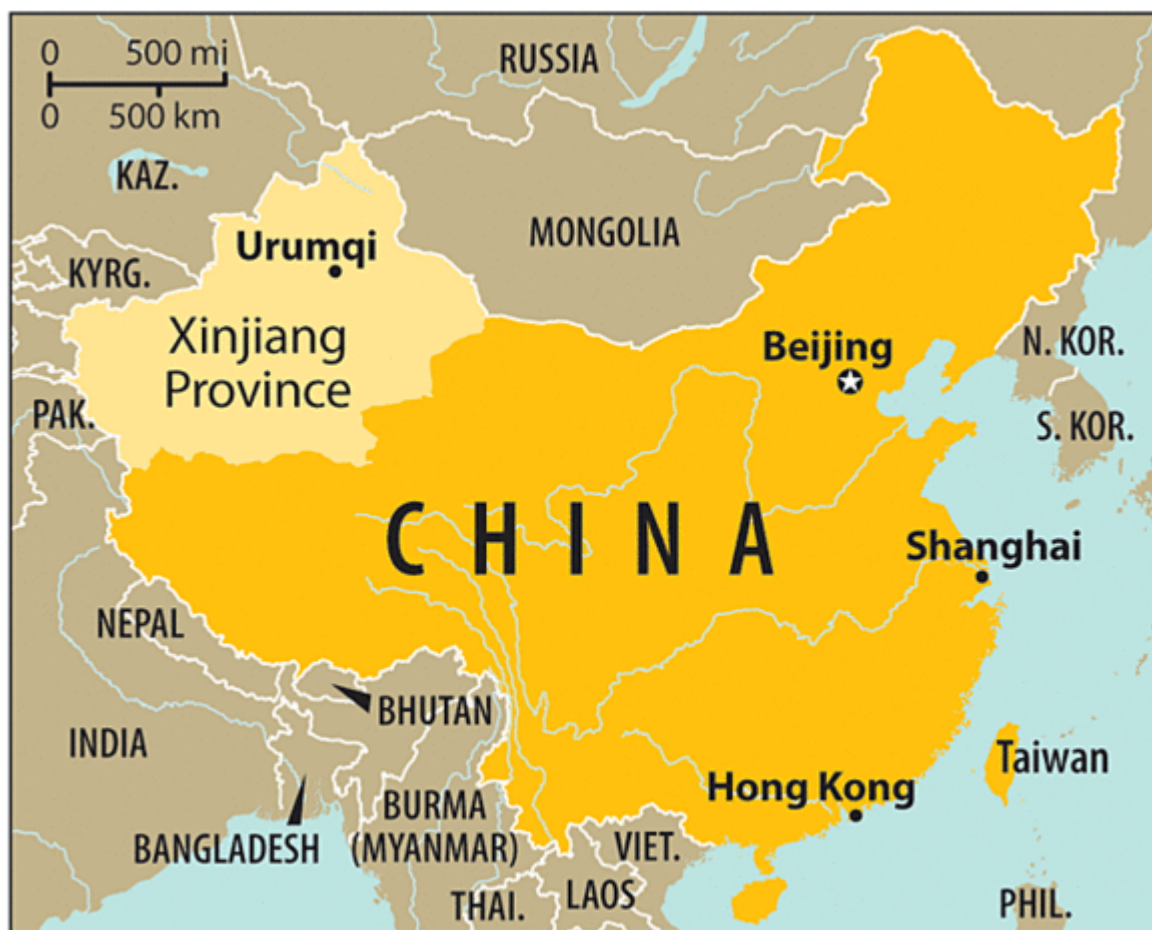 0 500 mi
0 500 km
RUSSIA
KAZ.
MONGOLIA
Urumqi
KYRG.
Xinjiang
Province
Beijing
N. KOR.
PAK.
S. KOR.
CHINA
Shanghai
NEPAL
BHUTAN
INDIA
Taiwan
Hong Kong
BURMA
(MYANMAR)
BANGLADESH
VIET.
LAOS
THAI.
PHIL.